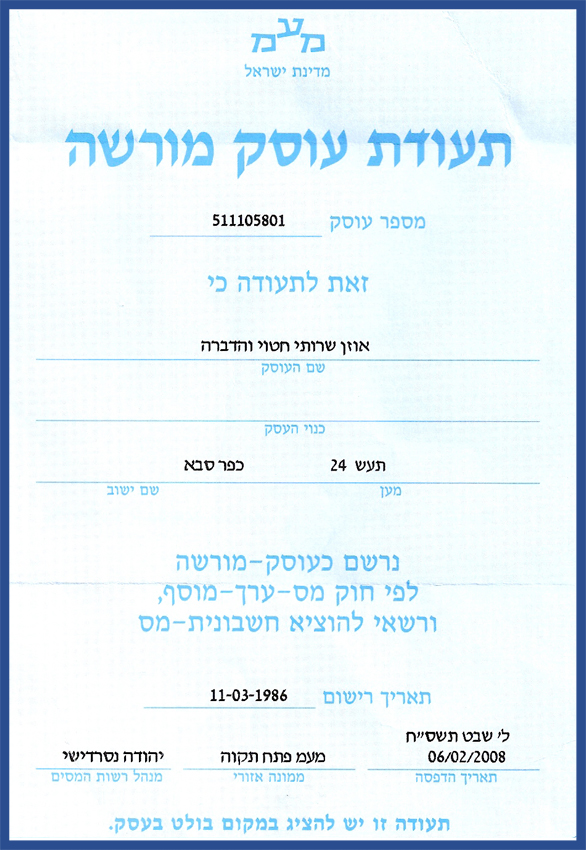 מע״מ
מדינת ישראל
תעודת עוסק מורשה
מספר עוסק 511105801
זאת לתעודה כי
אוזן שרותי חטוי והדברה
שם העוסק
כנוי העסק
תעש 24 כפר סבא
מען שם ישוב
נרשם כעוסק-מורשה
לפי חוק מס-ערך-מוסף,
ורשאי להוציא חשבונית-מס
תאריך רישום 11-03-1986
ל' שבט תשס״ח
06/02/2008 מעמ פתח תקוה יהודה נסרדישי
תאריך הדפסה ממונה אזורי מנהל רשות המסים
תעודה זו יש להציג במקום בולט בעסק.